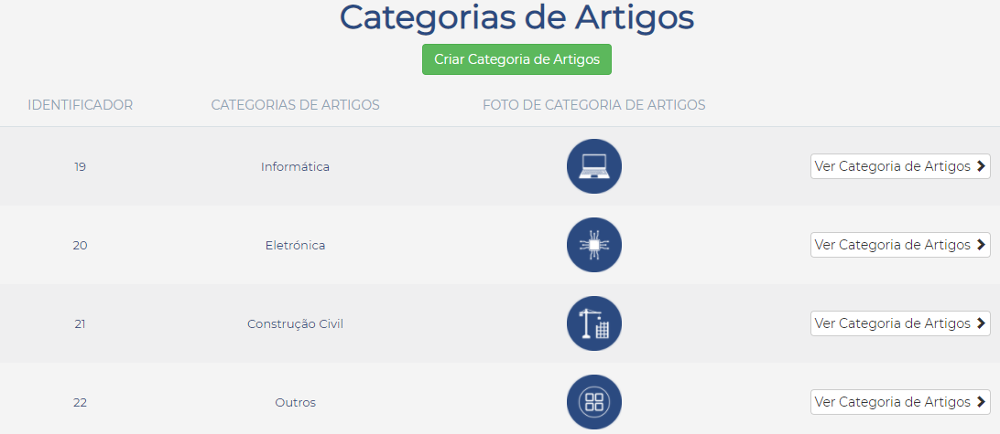 Categorias de Artigos
Criar Categoria de Artigos
IDENTIFICADOR CATEGORIAS DE ARTIGOS FOTO DE CATEGORIA DE ARTIGOS
19 Informática Ver Categoria de Artigos
20 Eletrónica Ver Categoria de Artigos
21 Construção Civil Ver Categoria de Artigos
22 Outros Ver Categoria de Artigos